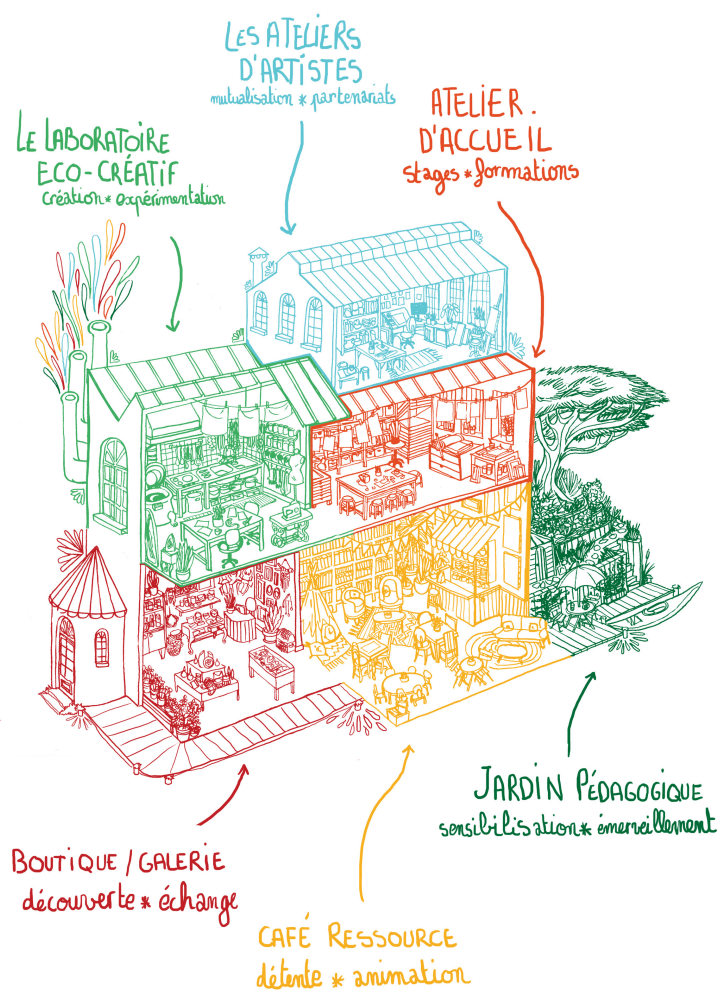 LES ATELIERS
D'ARTISTES
mutualisation * partenariats
ATELIER.
D'ACCUEIL
stages * formations
LE LABORATOIRE
ECO-CRÉATIF
création * expérimentation
JARDIN PÉDAGOGIQUE
sensibilisation * émerveillement
BOUTIQUE / GALERIE
découverte * échange
CAFÉ RESSOURCE
détente * animation